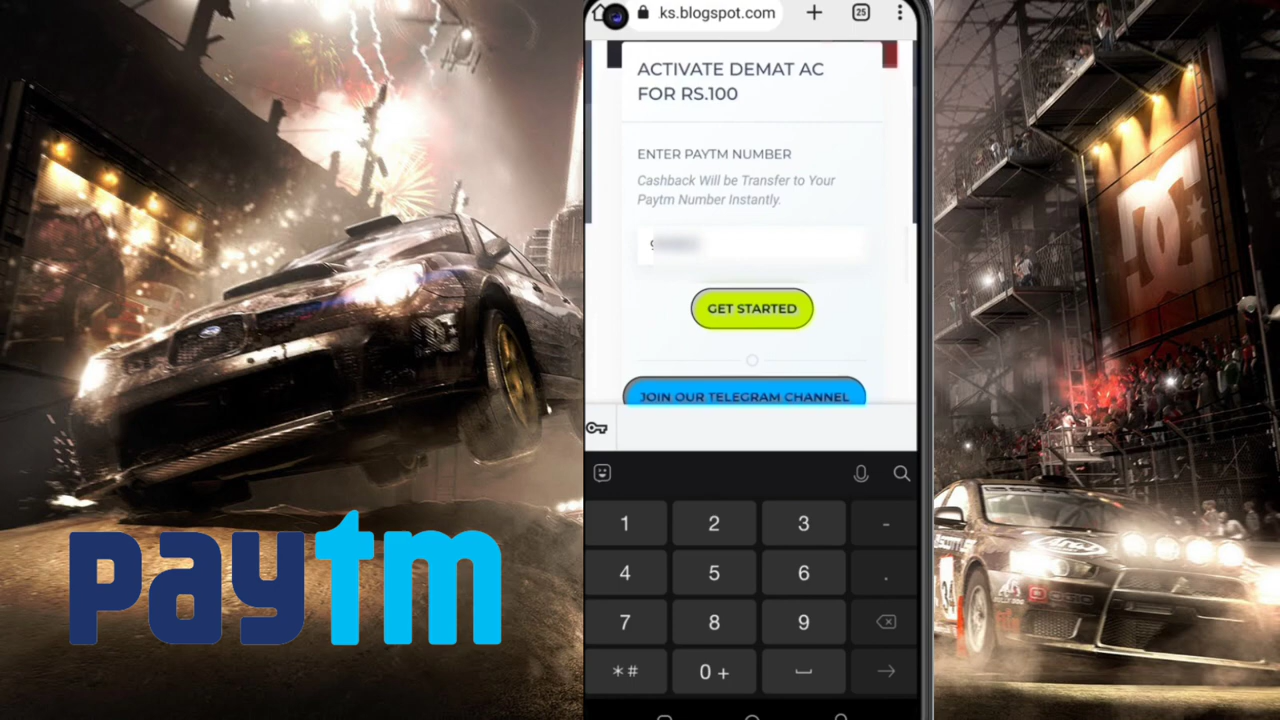 ks.blogspot.com
25
ACTIVATE DEMAT AC
FOR RS.100
ENTER PAYTM NUMBER
Cashback Will be Transfer to Your
Paytm Number Instantly.
GET STARTED
JOIN OUR TELEGRAM CHANNEL
1 2 3 -
4 5 6 .
7 8 9
*# 0 +
paytm
DC